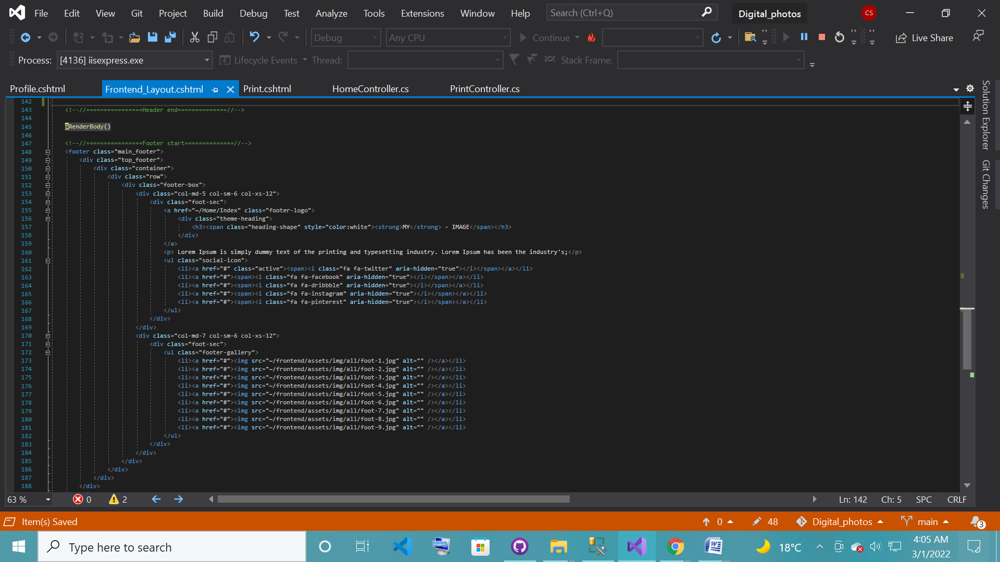 File Edit View Git Project Build Debug Test Analyze Tools Extensions Window Help Search (Ctrl+Q) Digital_photos CS
Debug Any CPU Continue Live Share
Process: [4136] iisexpress.exe Lifecycle Events Thread: Stack Frame:
Profile.cshtml Frontend_Layout.cshtml Print.cshtml HomeController.cs PrintController.cs
Solution Explorer
Git Changes
142
143 <!--//================Header end==============//-->
144
145 @RenderBody()
146
147 <!--//================Footer start==============//-->
148 <footer class="main_footer">
149 <div class="top_footer">
150 <div class="container">
151 <div class="row">
152 <div class="footer-box">
153 <div class="col-md-5 col-sm-6 col-xs-12">
154 <div class="foot-sec">
155 <a href="~/Home/Index" class="footer-logo">
156 <div class="theme-heading">
157 <h3><span class="heading-shape" style="color:white"><strong>MY</strong> - IMAGE</span></h3>
158 </div>
159 </a>
160 <p> Lorem Ipsum is simply dummy text of the printing and typesetting industry. Lorem Ipsum has been the industry's;</p>
161 <ul class="social-icon">
162 <li><a href="#" class="active"><span><i class="fa fa-twitter" aria-hidden="true"></i></span></a></li>
163 <li><a href="#"><span><i class="fa fa-facebook" aria-hidden="true"></i></span></a></li>
164 <li><a href="#"><span><i class="fa fa-dribbble" aria-hidden="true"></i></span></a></li>
165 <li><a href="#"><span><i class="fa fa-instagram" aria-hidden="true"></i></span></a></li>
166 <li><a href="#"><span><i class="fa fa-pinterest" aria-hidden="true"></i></span></a></li>
167 </ul>
168 </div>
169 </div>
170 <div class="col-md-7 col-sm-6 col-xs-12">
171 <div class="foot-sec">
172 <ul class="footer-gallery">
173 <li><a href="#"><img src="~/frontend/assets/img/all/foot-1.jpg" alt="" /></a></li>
174 <li><a href="#"><img src="~/frontend/assets/img/all/foot-2.jpg" alt="" /></a></li>
175 <li><a href="#"><img src="~/frontend/assets/img/all/foot-3.jpg" alt="" /></a></li>
176 <li><a href="#"><img src="~/frontend/assets/img/all/foot-4.jpg" alt="" /></a></li>
177 <li><a href="#"><img src="~/frontend/assets/img/all/foot-5.jpg" alt="" /></a></li>
178 <li><a href="#"><img src="~/frontend/assets/img/all/foot-6.jpg" alt="" /></a></li>
179 <li><a href="#"><img src="~/frontend/assets/img/all/foot-7.jpg" alt="" /></a></li>
180 <li><a href="#"><img src="~/frontend/assets/img/all/foot-8.jpg" alt="" /></a></li>
181 <li><a href="#"><img src="~/frontend/assets/img/all/foot-9.jpg" alt="" /></a></li>
182 </ul>
183 </div>
184 </div>
185 </div>
186 </div>
187 </div>
188 </div>
63 % 0 2 Ln: 142 Ch: 5 SPC CRLF
Item(s) Saved 0 48 Digital_photos main 3
Type here to search 18°C 4:05 AM
3/1/2022